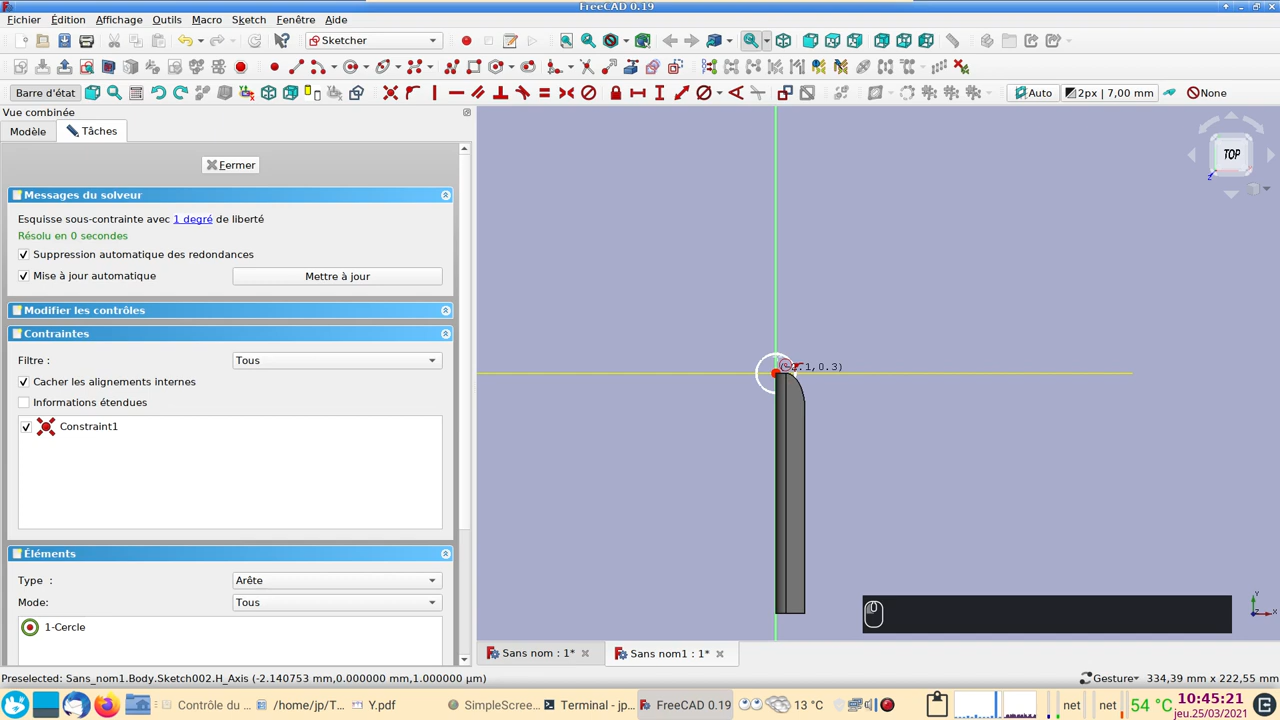 FreeCAD 0.19
Fichier Édition Affichage Outils Macro Sketch Fenêtre Aide
Sketcher
Barre d'état
Auto
2px | 7,00 mm
None
Vue combinée
Modèle
Tâches
Fermer
Messages du solveur
Esquisse sous-contrainte avec 1 degré de liberté
Résolu en 0 secondes
Suppression automatique des redondances
Mise à jour automatique
Mettre à jour
Modifier les contrôles
Contraintes
Filtre :
Tous
Cacher les alignements internes
Informations étendues
Constraint1
Éléments
Type :
Arête
Mode:
Tous
1-Cercle
TOP
z
.1,0.3)
Y
Z
X
Sans nom : 1*
Sans nom1 : 1*
Preselected: Sans_nom1.Body.Sketch002.H_Axis (-2.140753 mm,0.000000 mm,1.000000 µm)
Gesture
334,39 mm x 222,55 mm
Contrôle du ...
/home/jp/T...
Y.pdf
SimpleScree...
Terminal - jp...
FreeCAD 0.19
13 °C
net
net
54 °C
10:45:21
jeu.25/03/2021